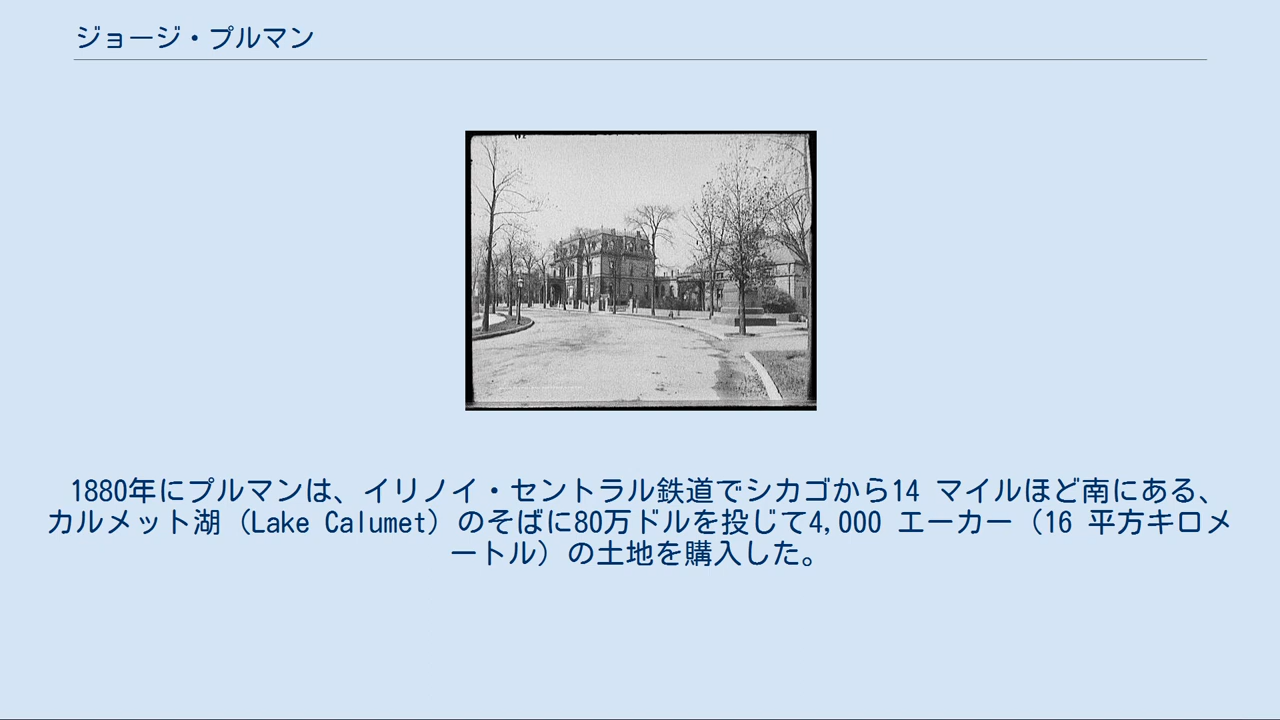 ジョージ・プルマン
1880年にプルマンは、イリノイ・セントラル鉄道でシカゴから14 マイルほど南にある、
カルメット湖（Lake Calumet）のそばに80万ドルを投じて4,000 エーカー（16 平方キロメ
ートル）の土地を購入した。